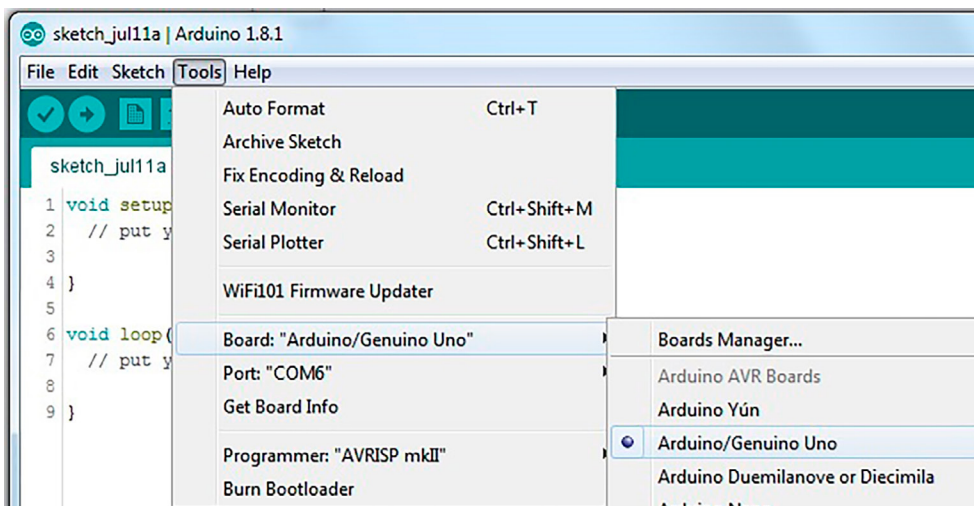 sketch_jul11a | Arduino 1.8.1
File Edit Sketch Tools Help
sketch_jul11a
1 void setup
2 // put y
3
4 }
5
6 void loop(
7 // put y
8
9 }
Auto Format Ctrl+T
Archive Sketch
Fix Encoding & Reload
Serial Monitor Ctrl+Shift+M
Serial Plotter Ctrl+Shift+L
WiFi101 Firmware Updater
Board: "Arduino/Genuino Uno"
Port: "COM6"
Get Board Info
Programmer: "AVRISP mkII"
Burn Bootloader
Boards Manager...
Arduino AVR Boards
Arduino Yún
Arduino/Genuino Uno
Arduino Duemilanove or Diecimila